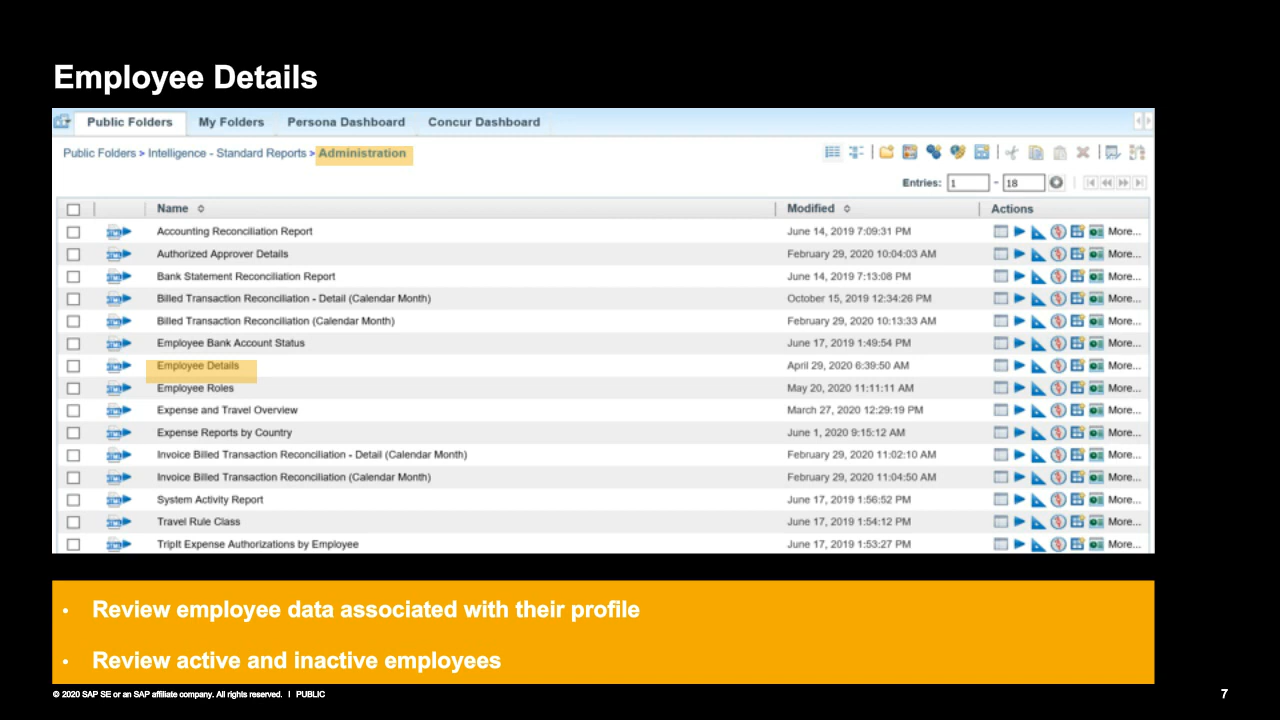 Employee Details
Public Folders My Folders Persona Dashboard Concur Dashboard
Public Folders > Intelligence - Standard Reports > Administration
Entries: 1 - 18
Name Modified Actions
Accounting Reconciliation Report June 14, 2019 7:09:31 PM More...
Authorized Approver Details February 29, 2020 10:04:03 AM More...
Bank Statement Reconciliation Report June 14, 2019 7:13:08 PM More...
Billed Transaction Reconciliation - Detail (Calendar Month) October 15, 2019 12:34:26 PM More...
Billed Transaction Reconciliation (Calendar Month) February 29, 2020 10:13:33 AM More...
Employee Bank Account Status June 17, 2019 1:49:54 PM More...
Employee Details April 29, 2020 6:39:50 AM More...
Employee Roles May 20, 2020 11:11:11 AM More...
Expense and Travel Overview March 27, 2020 12:29:19 PM More...
Expense Reports by Country June 1, 2020 9:15:12 AM More...
Invoice Billed Transaction Reconciliation - Detail (Calendar Month) February 29, 2020 11:02:10 AM More...
Invoice Billed Transaction Reconciliation (Calendar Month) February 29, 2020 11:04:50 AM More...
System Activity Report June 17, 2019 1:56:52 PM More...
Travel Rule Class June 17, 2019 1:54:12 PM More...
TripIt Expense Authorizations by Employee June 17, 2019 1:53:27 PM More...
• Review employee data associated with their profile
• Review active and inactive employees
© 2020 SAP SE or an SAP affiliate company. All rights reserved. | PUBLIC 7